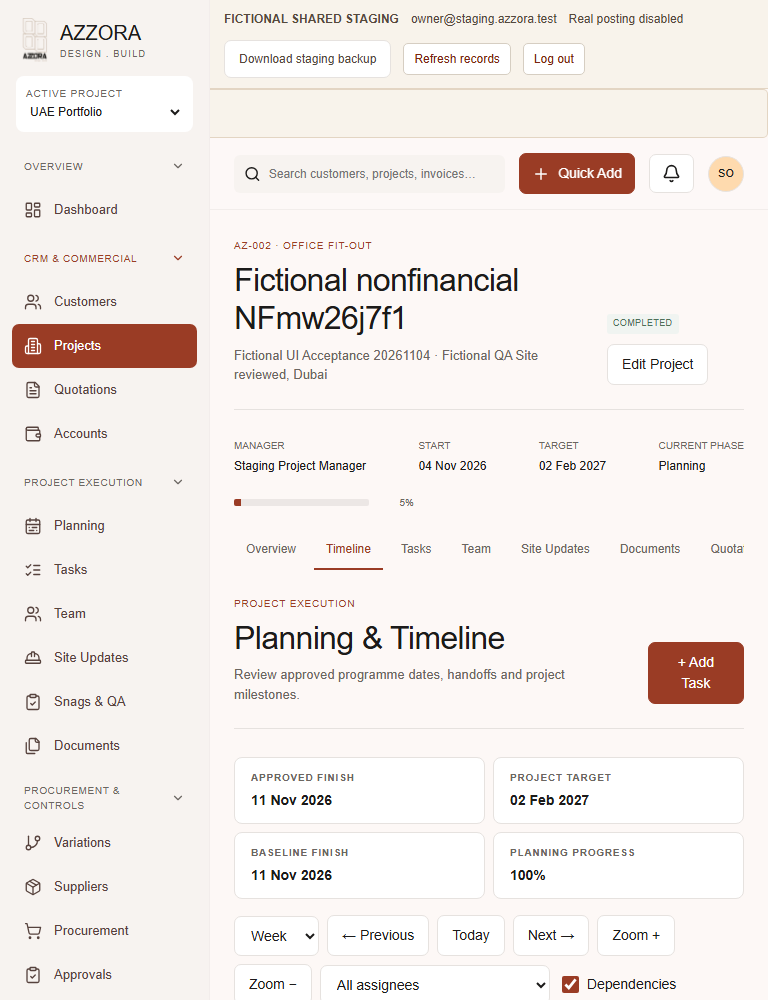 AZZORA
DESIGN . BUILD
AZZORA
ACTIVE PROJECT
UAE Portfolio
OVERVIEW
Dashboard
CRM & COMMERCIAL
Customers
Projects
Quotations
Accounts
PROJECT EXECUTION
Planning
Tasks
Team
Site Updates
Snags & QA
Documents
PROCUREMENT &
CONTROLS
Variations
Suppliers
Procurement
Approvals
FICTIONAL SHARED STAGING owner@staging.azzora.test Real posting disabled
Download staging backup Refresh records Log out
Search customers, projects, invoices... Quick Add SO
AZ-002 · OFFICE FIT-OUT
Fictional nonfinancial
NFmw26j7f1
Fictional UI Acceptance 20261104 · Fictional QA Site
reviewed, Dubai
COMPLETED
Edit Project
MANAGER START TARGET CURRENT PHASE
Staging Project Manager 04 Nov 2026 02 Feb 2027 Planning
5%
Overview Timeline Tasks Team Site Updates Documents Quota
PROJECT EXECUTION
Planning & Timeline
Review approved programme dates, handoffs and project
milestones.
+ Add
Task
APPROVED FINISH PROJECT TARGET
11 Nov 2026 02 Feb 2027
BASELINE FINISH PLANNING PROGRESS
11 Nov 2026 100%
Week ← Previous Today Next → Zoom +
Zoom − All assignees Dependencies